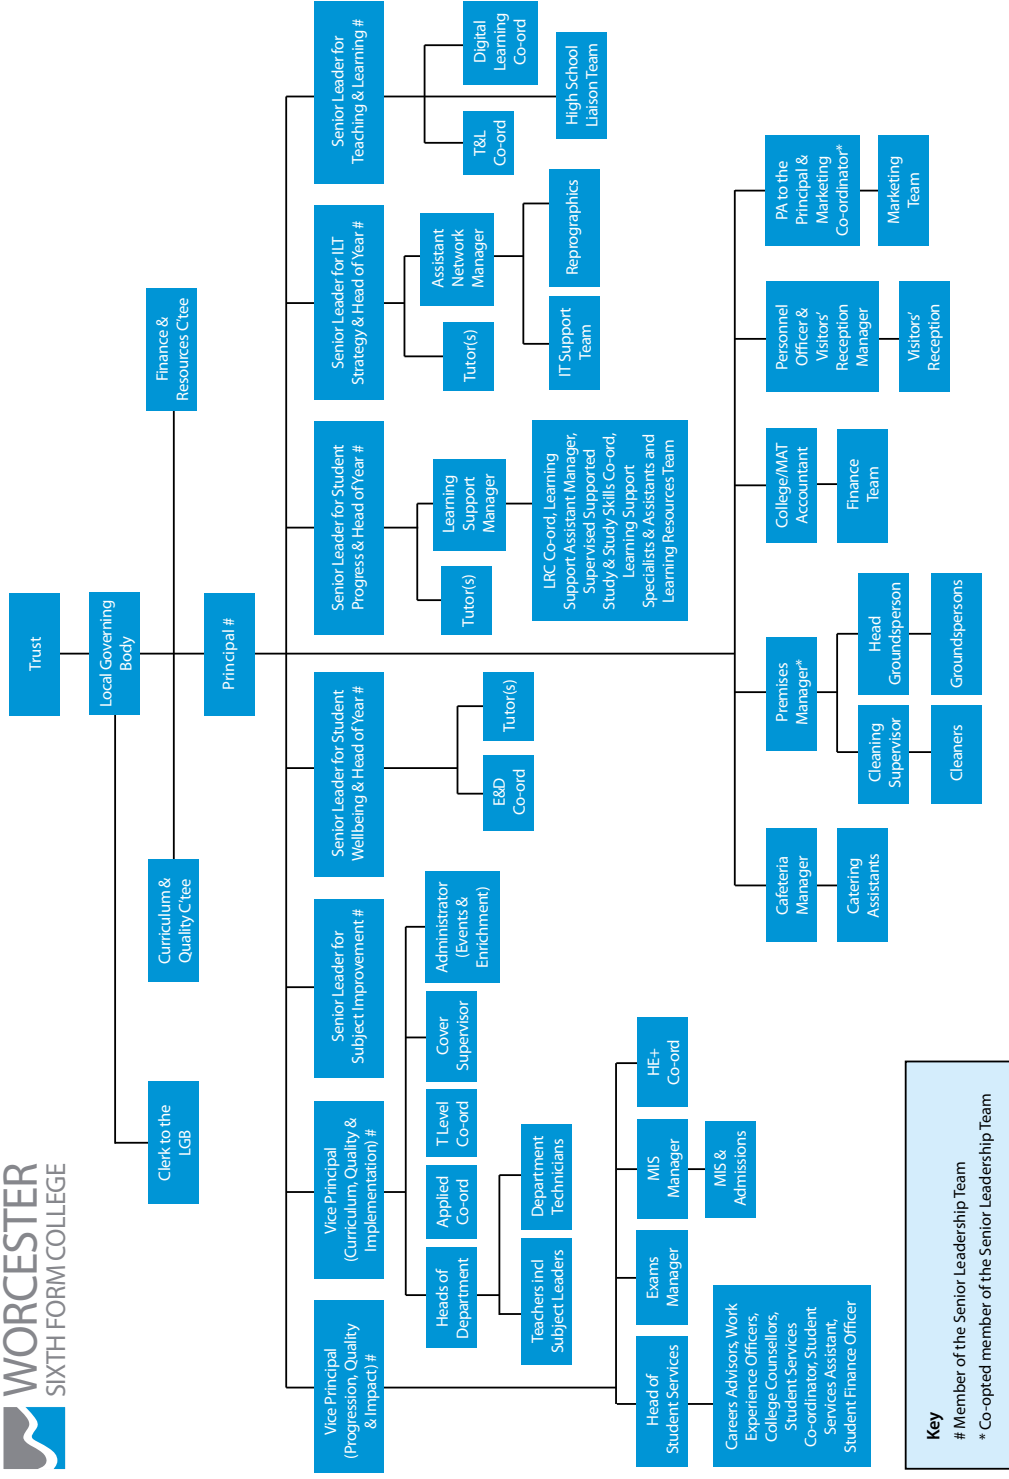 WORCESTER
SIXTH FORM COLLEGE
Trust
Local Governing
Body
Clerk to the
LGB
Curriculum &
Quality C'tee
Finance &
Resources C'tee
Principal #
Vice Principal
(Progression, Quality
& Impact) #
Vice Principal
(Curriculum, Quality &
Implementation) #
Senior Leader for
Subject Improvement #
Senior Leader for Student
Wellbeing & Head of Year #
Senior Leader for Student
Progress & Head of Year #
Senior Leader for ILT
Strategy & Head of Year #
Senior Leader for
Teaching & Learning #
Heads of
Department
Applied
Co-ord
T Level
Co-ord
Cover
Supervisor
Administrator
(Events &
Enrichment)
Teachers incl
Subject Leaders
Department
Technicians
E&D
Co-ord
Tutor(s)
Tutor(s)
Learning
Support
Manager
LRC Co-ord, Learning
Support Assistant Manager,
Supervised Supported
Study & Study Skills Co-ord,
Learning Support
Specialists & Assistants and
Learning Resources Team
Tutor(s)
Assistant
Network
Manager
IT Support
Team
Reprographics
T&L
Co-ord
Digital
Learning
Co-ord
High School
Liaison Team
Head of
Student Services
Exams
Manager
MIS
Manager
HE+
Co-ord
Careers Advisors, Work
Experience Officers,
College Counsellors,
Student Services
Co-ordinator, Student
Services Assistant,
Student Finance Officer
MIS &
Admissions
Cafeteria
Manager
Catering
Assistants
Premises
Manager*
Cleaning
Supervisor
Cleaners
Head
Groundsperson
Groundspersons
College/MAT
Accountant
Finance
Team
Personnel
Officer &
Visitors'
Reception
Manager
Visitors'
Reception
PA to the
Principal &
Marketing
Co-ordinator*
Marketing
Team
Key
# Member of the Senior Leadership Team
* Co-opted member of the Senior Leadership Team